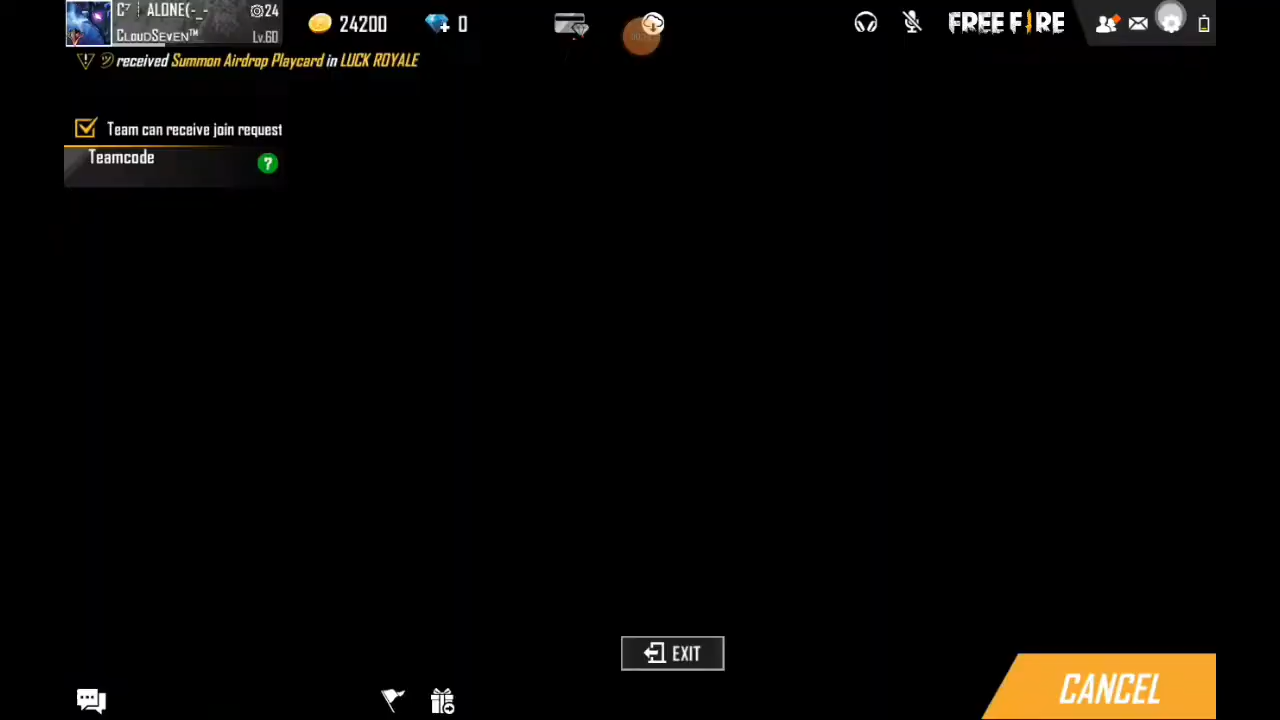 C⁷ ALONE(-_-
24
CLOUDSEVEN™
Lv.60
24200
0
FREE FIRE
received Summon Airdrop Playcard in LUCK ROYALE
Team can receive join request
Teamcode
?
EXIT
CANCEL